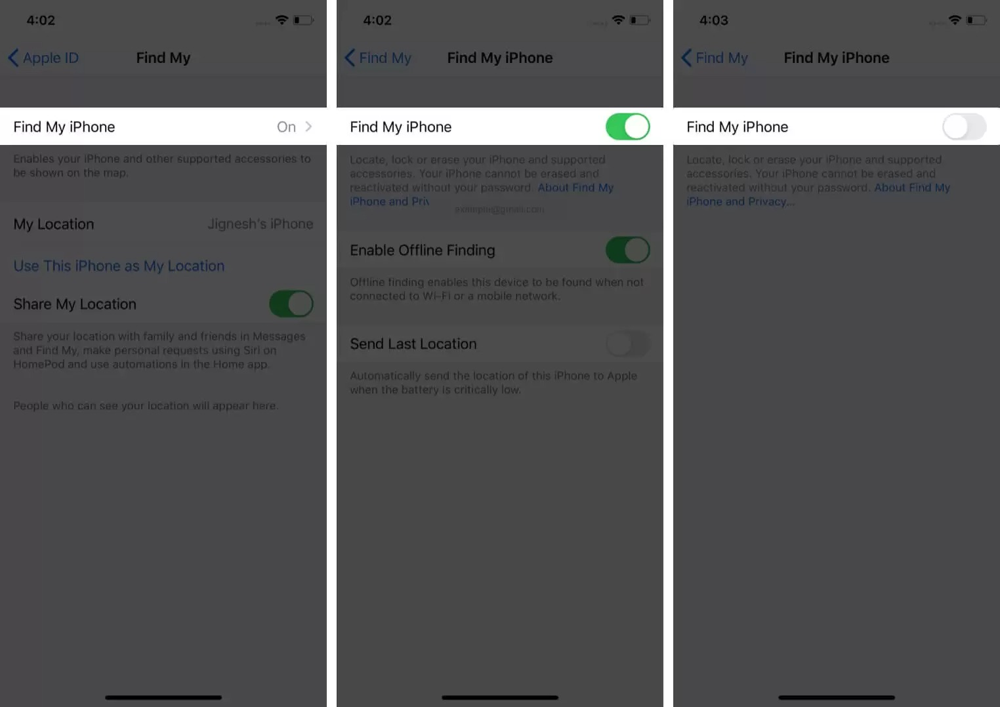 4:02
Apple ID
Find My
Find My iPhone
On
Enables your iPhone and other supported accessories to
be shown on the map.
My Location
Jignesh's iPhone
Use This iPhone as My Location
Share My Location
Share your location with family and friends in Messages
and Find My, make personal requests using Siri on
HomePod and use automations in the Home app.
People who can see your location will appear here.
4:02
Find My
Find My iPhone
Find My iPhone
Locate, lock or erase your iPhone and supported
accessories. Your iPhone cannot be erased and
reactivated without your password. About Find My
iPhone and Priv
example@gmail.com
Enable Offline Finding
Offline finding enables this device to be found when not
connected to Wi-Fi or a mobile network.
Send Last Location
Automatically send the location of this iPhone to Apple
when the battery is critically low.
4:03
Find My
Find My iPhone
Find My iPhone
Locate, lock or erase your iPhone and supported
accessories. Your iPhone cannot be erased and
reactivated without your password. About Find My
iPhone and Privacy...